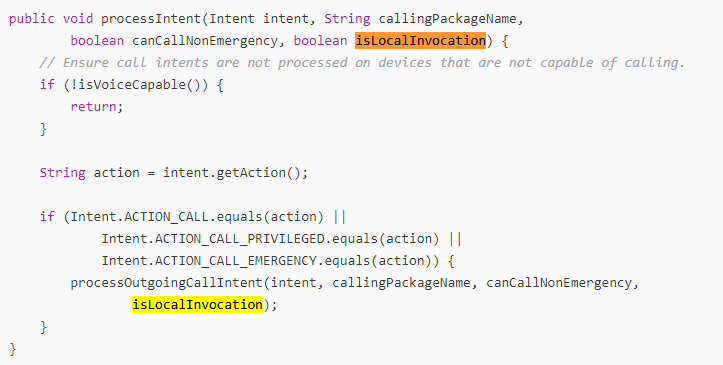 public void processIntent(Intent intent, String callingPackageName,
        boolean canCallNonEmergency, boolean isLocalInvocation) {
    // Ensure call intents are not processed on devices that are not capable of calling.
    if (!isVoiceCapable()) {
        return;
    }

    String action = intent.getAction();

    if (Intent.ACTION_CALL.equals(action) ||
            Intent.ACTION_CALL_PRIVILEGED.equals(action) ||
            Intent.ACTION_CALL_EMERGENCY.equals(action)) {
        processOutgoingCallIntent(intent, callingPackageName, canCallNonEmergency,
                isLocalInvocation);
    }
}